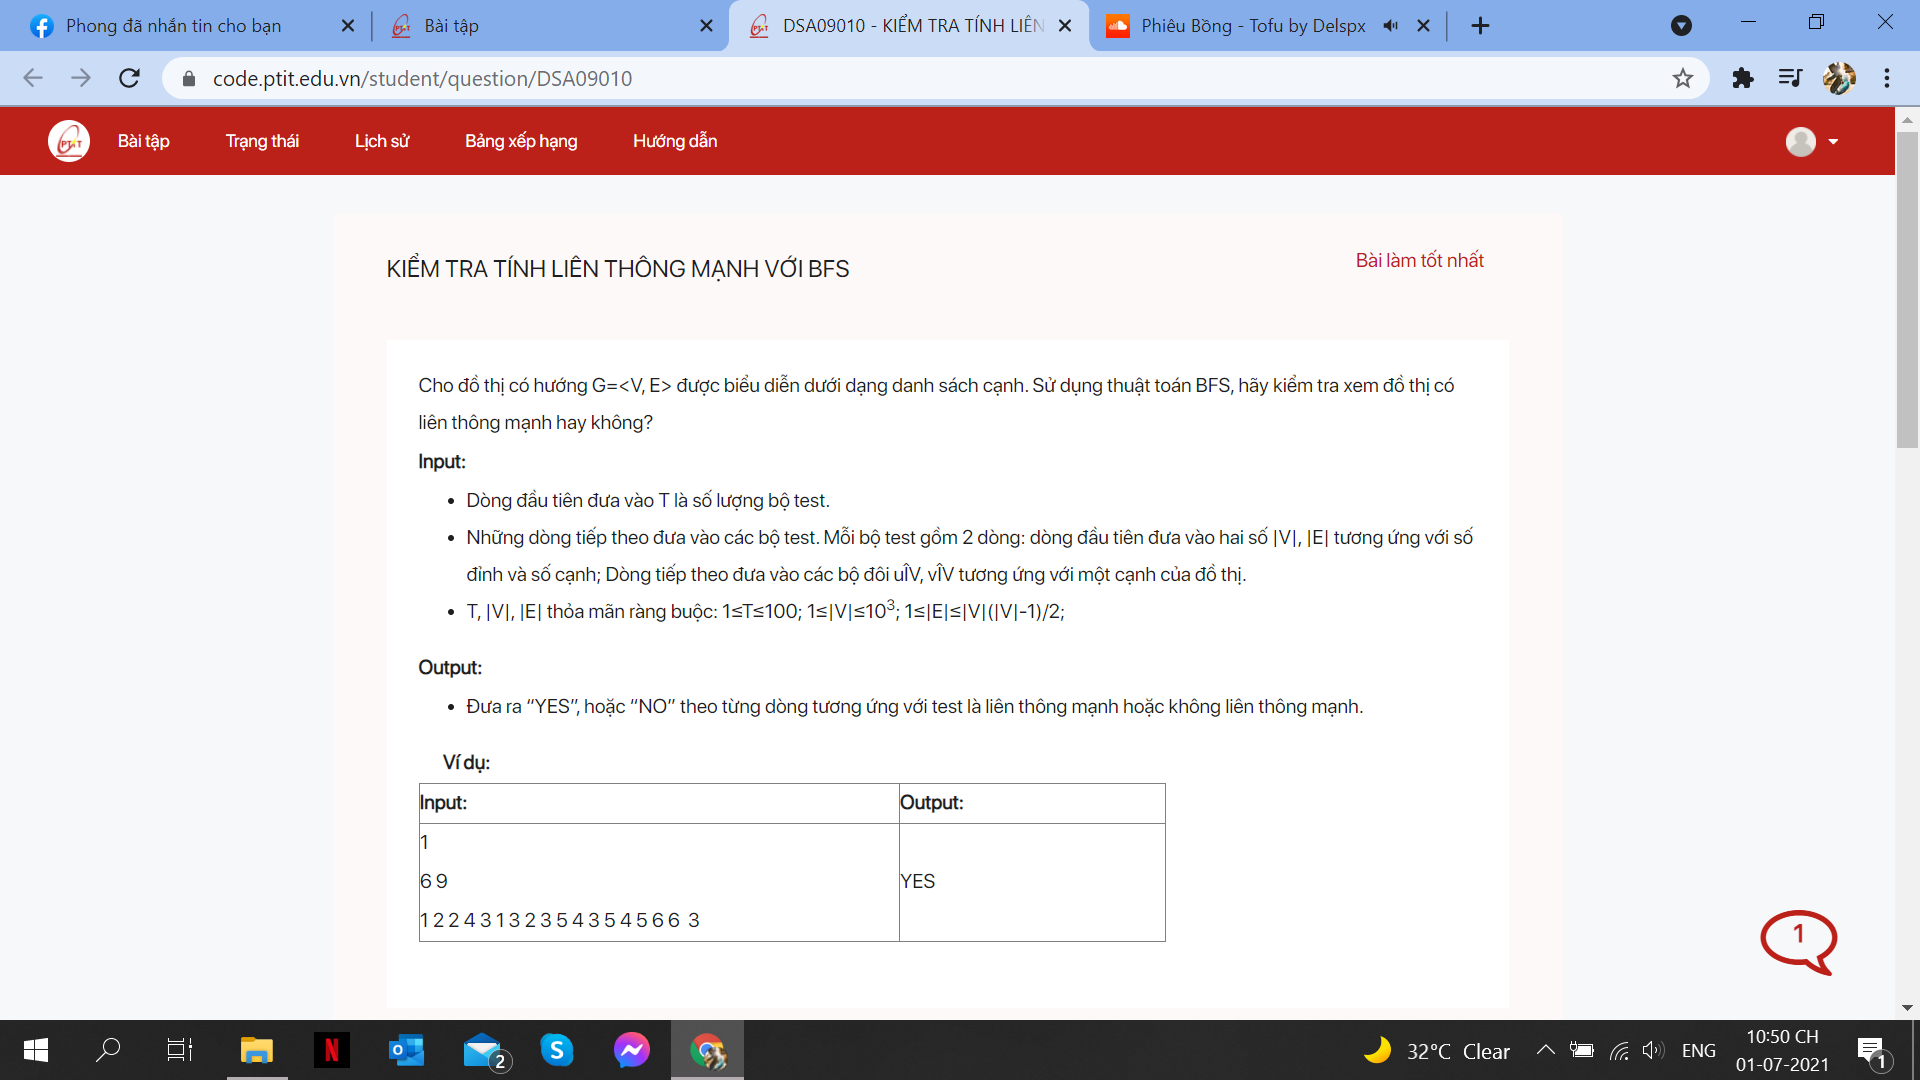 Phong đã nhắn tin cho bạn
Bài tập
DSA09010 - KIỂM TRA TÍNH LIÊN
Phiêu Bồng - Tofu by Delspx
code.ptit.edu.vn/student/question/DSA09010
PTIT
Bài tập
Trạng thái
Lịch sử
Bảng xếp hạng
Hướng dẫn
KIỂM TRA TÍNH LIÊN THÔNG MẠNH VỚI BFS
Bài làm tốt nhất
Cho đồ thị có hướng G=<V, E> được biểu diễn dưới dạng danh sách cạnh. Sử dụng thuật toán BFS, hãy kiểm tra xem đồ thị có
liên thông mạnh hay không?
Input:
• Dòng đầu tiên đưa vào T là số lượng bộ test.
• Những dòng tiếp theo đưa vào các bộ test. Mỗi bộ test gồm 2 dòng: dòng đầu tiên đưa vào hai số |V|, |E| tương ứng với số
đỉnh và số cạnh; Dòng tiếp theo đưa vào các bộ đôi uÎV, vÎV tương ứng với một cạnh của đồ thị.
• T, |V|, |E| thỏa mãn ràng buộc: 1≤T≤100; 1≤|V|≤10³; 1≤|E|≤|V|(|V|-1)/2;
Output:
• Đưa ra “YES”, hoặc “NO” theo từng dòng tương ứng với test là liên thông mạnh hoặc không liên thông mạnh.
Ví dụ:
Input:
Output:
1
6 9
YES
1 2 2 4 3 1 3 2 3 5 4 3 5 4 5 6 6 3
1
N
2
S
32°C Clear
ENG
10:50 CH
01-07-2021
1